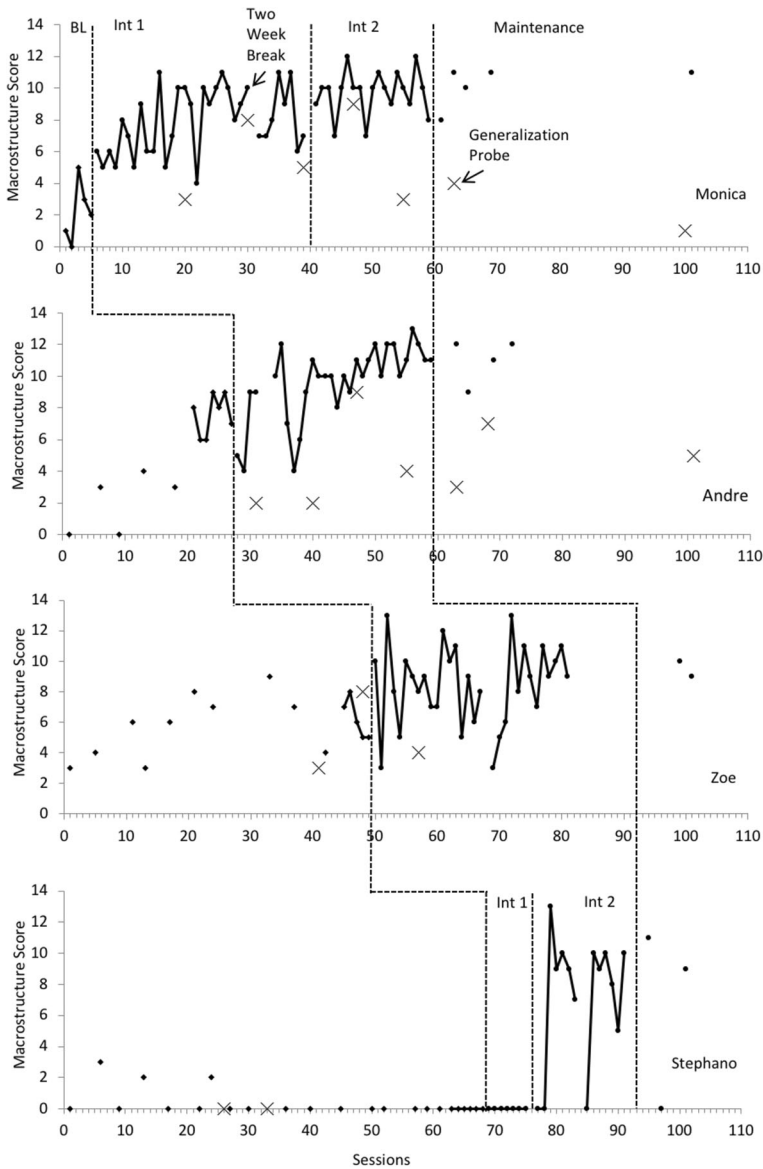 BL
Int 1
Two
Week
Break
Int 2
Maintenance
14
12
10
8
6
4
2
0
Macrostructure Score
Generalization
Probe
Monica
0 10 20 30 40 50 60 70 80 90 100 110
14
12
10
8
6
4
2
0
Macrostructure Score
Andre
0 10 20 30 40 50 60 70 80 90 100 110
14
12
10
8
6
4
2
0
Macrostructure Score
Zoe
0 10 20 30 40 50 60 70 80 90 100 110
Int 1
Int 2
14
12
10
8
6
4
2
0
Macrostructure Score
Stephano
0 10 20 30 40 50 60 70 80 90 100 110
Sessions